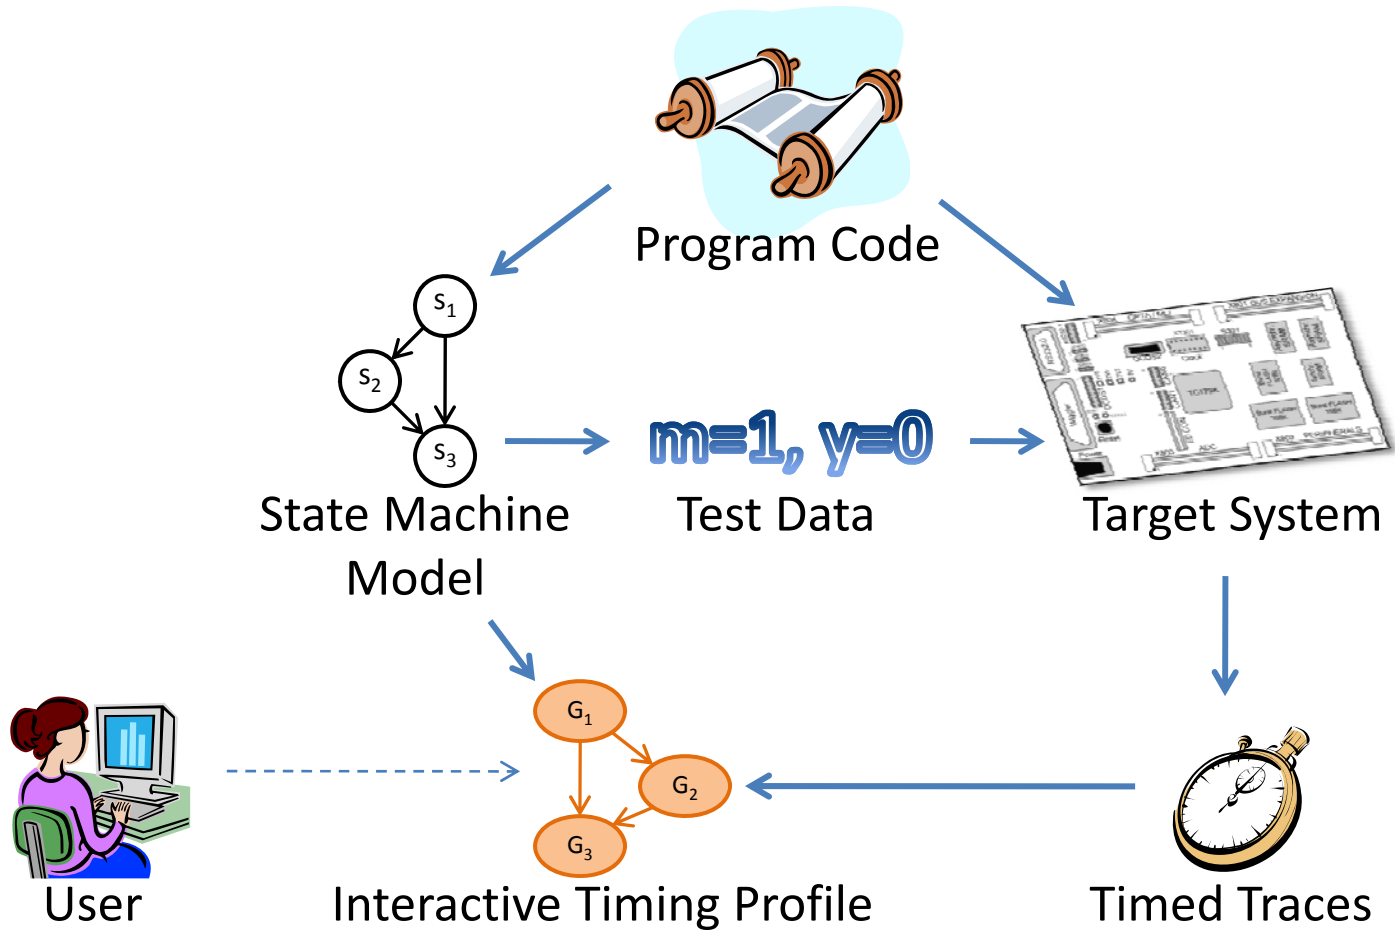 Program Code
S1
S2
S3
m=1, y=0
State Machine
Model
Test Data
Target System
G1
G2
G3
User
Interactive Timing Profile
Timed Traces